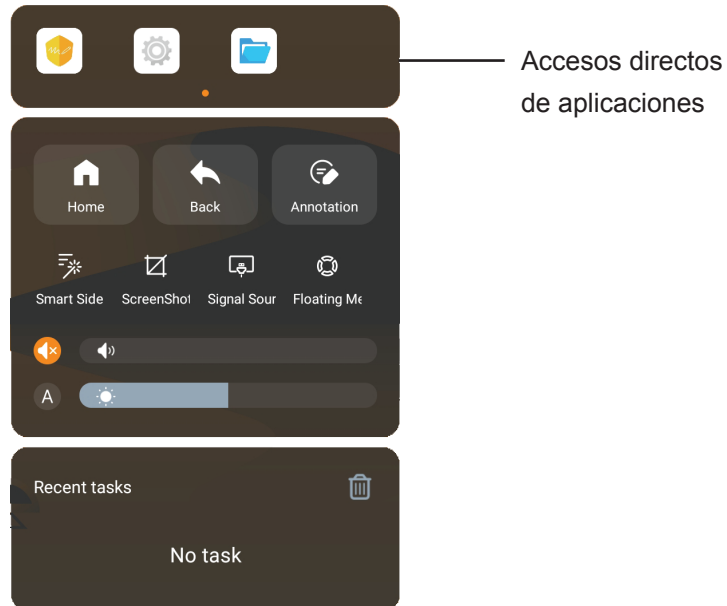 Accesos directos
de aplicaciones
Home Back Annotation
Smart Side ScreenShot Signal Sour Floating Me
A
Recent tasks
No task